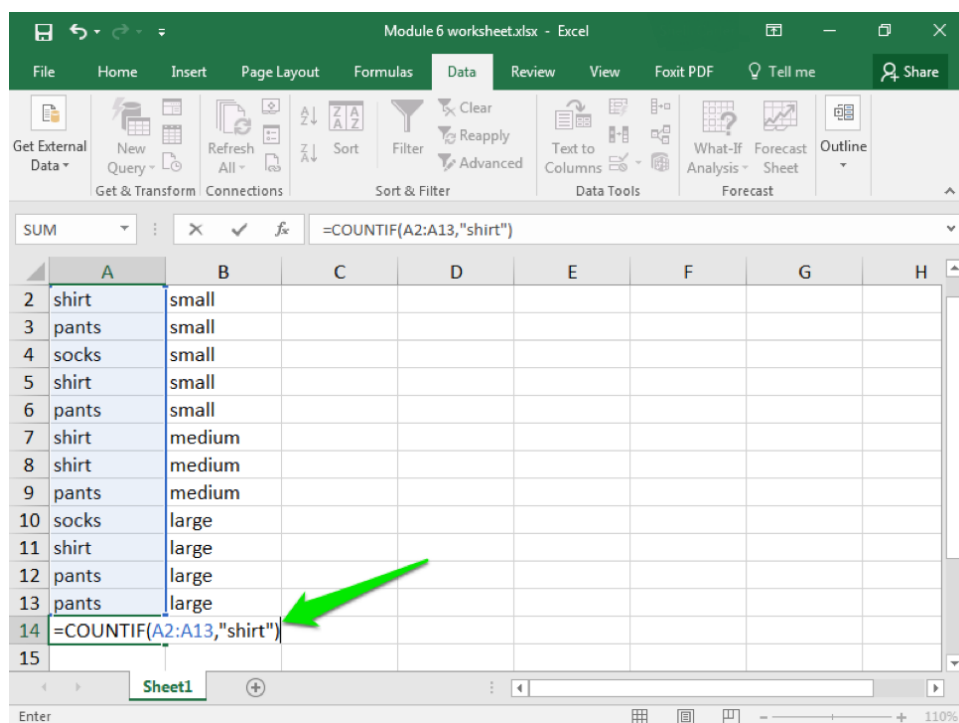 Module 6 worksheet.xlsx - Excel
File Home Insert Page Layout Formulas Data Review View Foxit PDF Tell me Share
Get External Data
New Query
Refresh All
Sort
Filter
Clear
Reapply
Advanced
Text to Columns
What-If Analysis
Forecast Sheet
Outline
Get & Transform Connections Sort & Filter Data Tools Forecast
SUM fx =COUNTIF(A2:A13,"shirt")
A B C D E F G H
2 shirt small
3 pants small
4 socks small
5 shirt small
6 pants small
7 shirt medium
8 shirt medium
9 pants medium
10 socks large
11 shirt large
12 pants large
13 pants large
14 =COUNTIF(A2:A13,"shirt")
15
Sheet1
Enter 110%